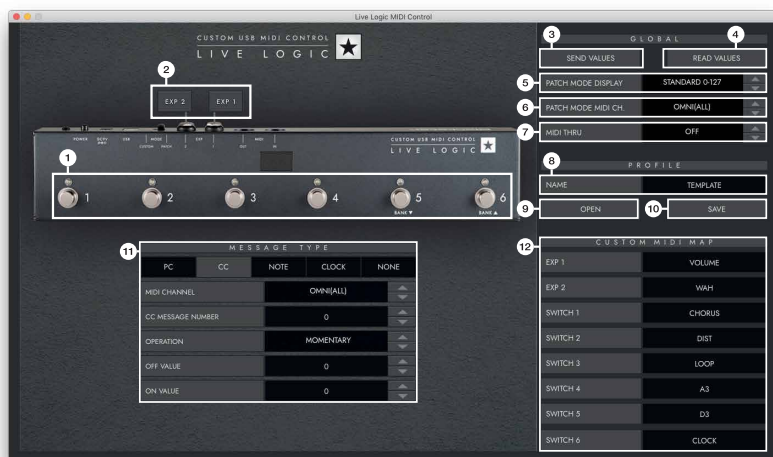 Live Logic MIDI Control
CUSTOM USB MIDI CONTROL
LIVE LOGIC
2
EXP 2
EXP 1
POWER
USB
MODE
CUSTOM
PATCH
EXP
2
1
MIDI
OUT
IN
CUSTOM USB MIDI CONTROL
LIVE LOGIC
1
1
2
3
4
5
BANK ▼
6
BANK ▲
11
MESSAGE TYPE
PC CC NOTE CLOCK NONE
MIDI CHANNEL OMNI(ALL)
CC MESSAGE NUMBER 0
OPERATION MOMENTARY
OFF VALUE 0
ON VALUE 0
GLOBAL
3 4
SEND VALUES READ VALUES
5 PATCH MODE DISPLAY STANDARD 0-127
6 PATCH MODE MIDI CH. OMNI(ALL)
7 MIDI THRU OFF
PROFILE
8 NAME TEMPLATE
9 OPEN 10 SAVE
12 CUSTOM MIDI MAP
EXP 1 VOLUME
EXP 2 WAH
SWITCH 1 CHORUS
SWITCH 2 DIST
SWITCH 3 LOOP
SWITCH 4 A3
SWITCH 5 D3
SWITCH 6 CLOCK